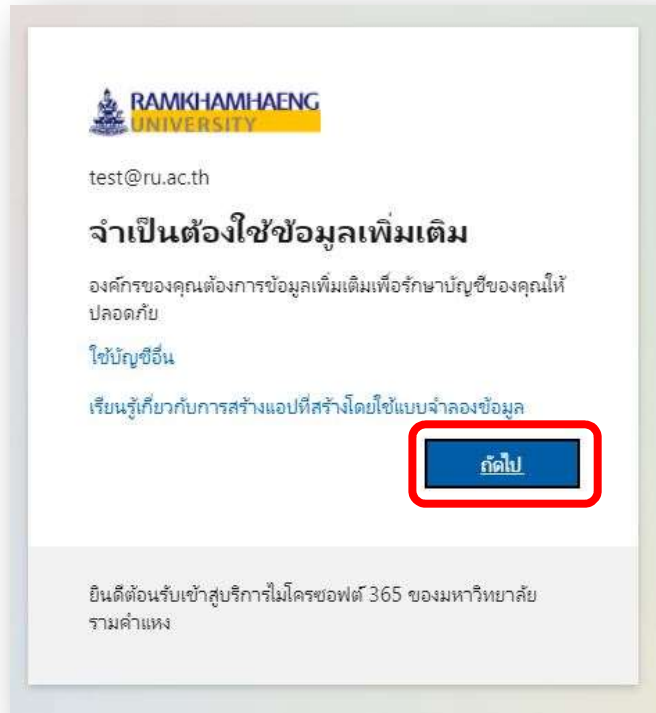 RAMKHAMHAENG
UNIVERSITY
test@ru.ac.th
จำเป็นต้องใช้ข้อมูลเพิ่มเติม
องค์กรของคุณต้องการข้อมูลเพิ่มเติมเพื่อรักษาบัญชีของคุณให้
ปลอดภัย
ใช้บัญชีอื่น
เรียนรู้เกี่ยวกับการสร้างแอปที่สร้างโดยใช้แบบจำลองข้อมูล
ถัดไป
ยินดีต้อนรับเข้าสู่บริการไมโครซอฟต์ 365 ของมหาวิทยาลัย
รามคำแหง